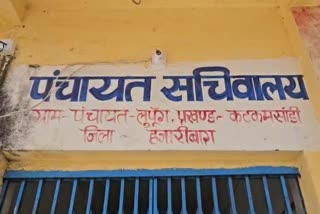 पंचायत सचिवालय
ग्राम- पंचायत- लुपुंग, प्रखण्ड- कटकमसांडी
जिला - हजारीबाग